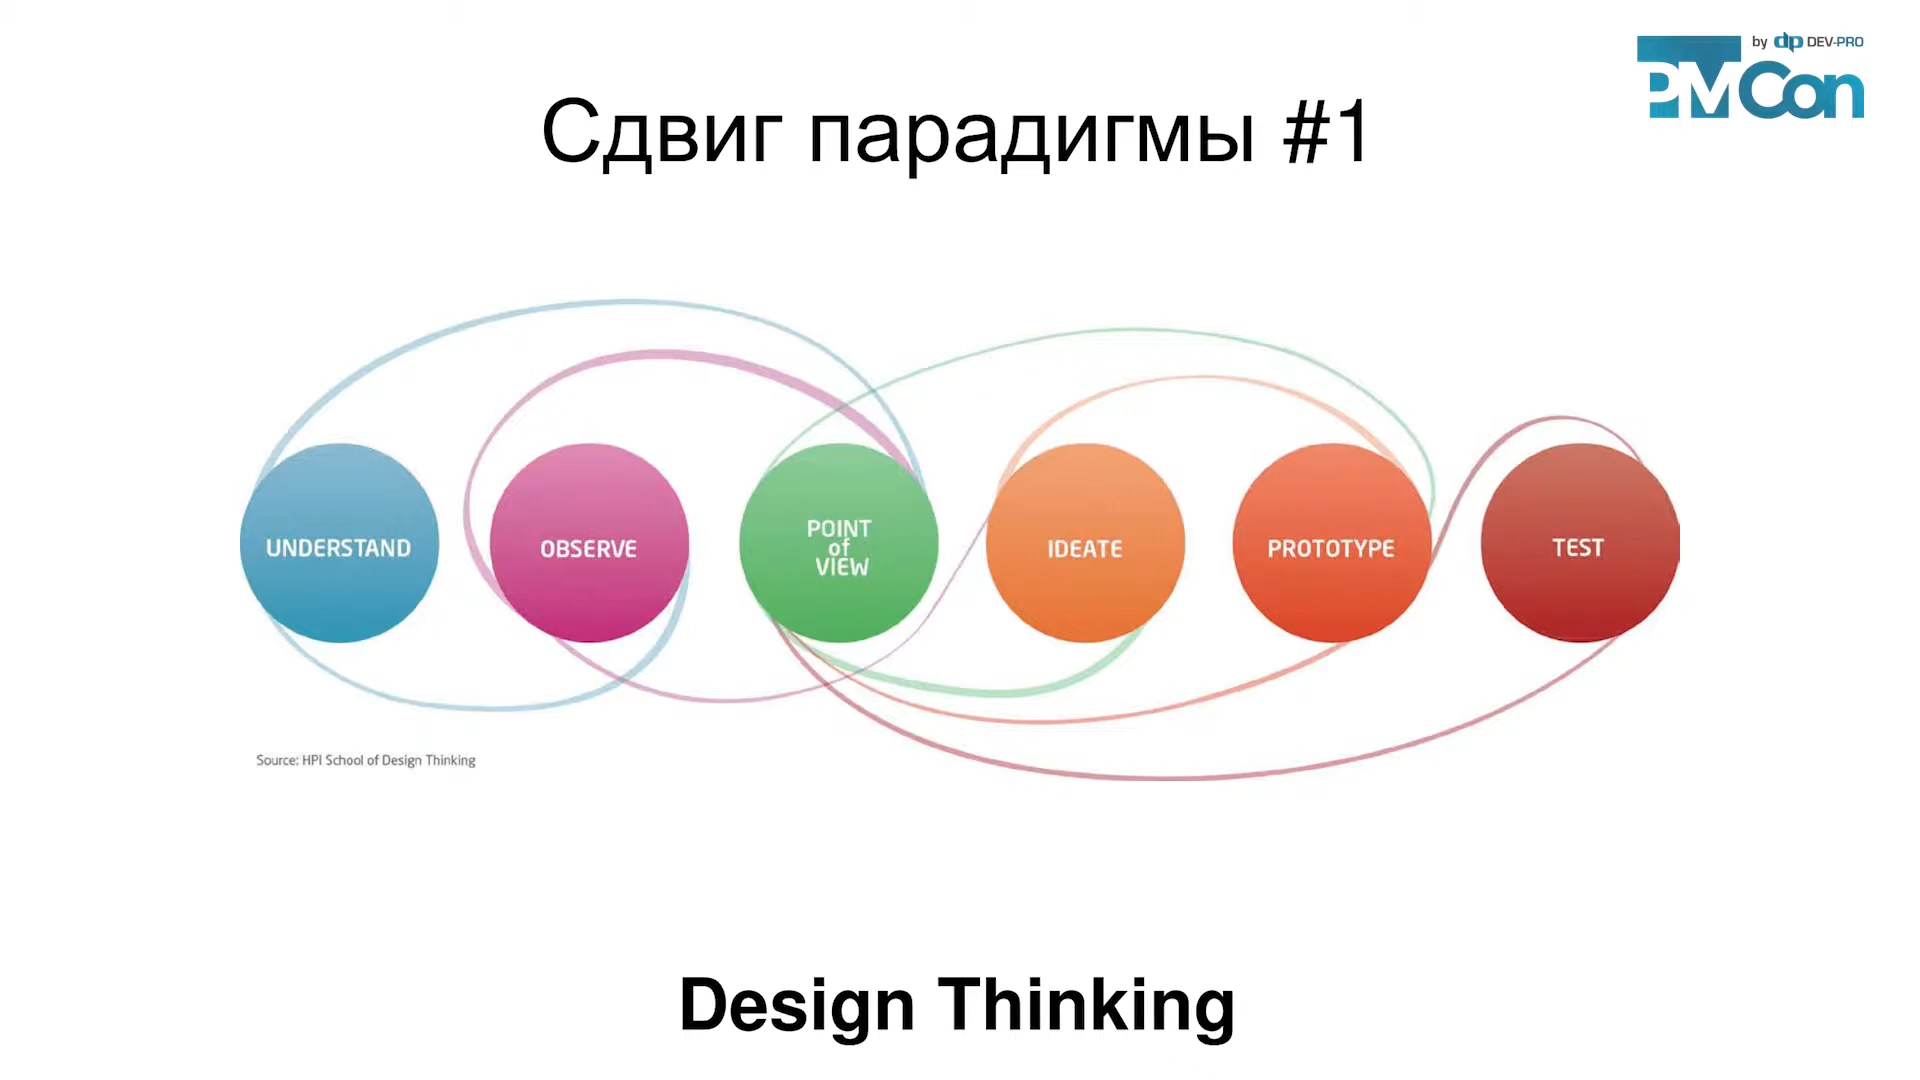 by dp DEV-PRO
PMCon
Сдвиг парадигмы #1
UNDERSTAND
OBSERVE
POINT
of
VIEW
IDEATE
PROTOTYPE
TEST
Source: HPI School of Design Thinking
Design Thinking